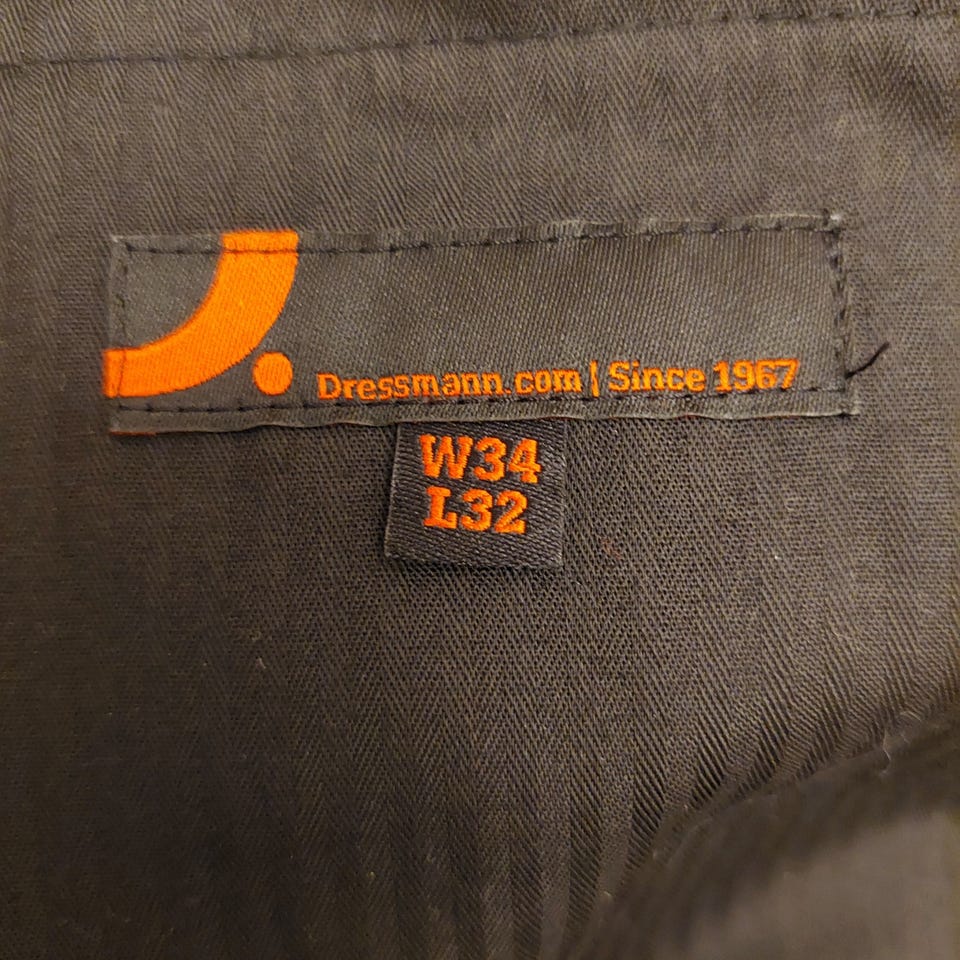 Dressmann.com | Since 1967
W34
L32